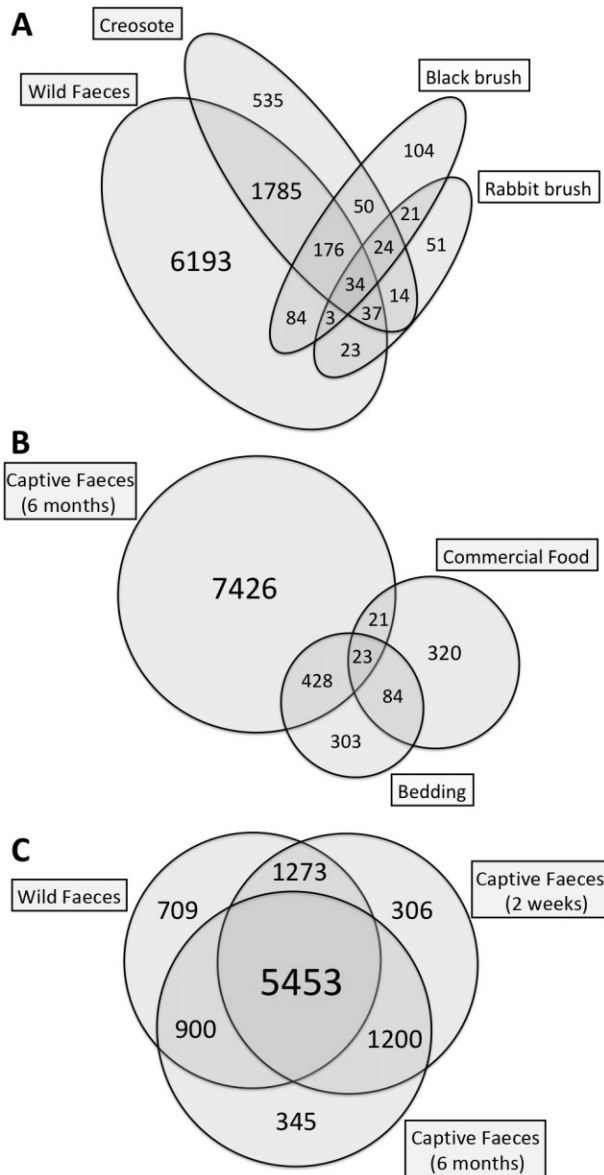 A
Creosote
Wild Faeces
Black brush
Rabbit brush
535
104
1785
50
21
6193
176
24
51
34
14
84
3
37
23
B
Captive Faeces
(6 months)
Commercial Food
7426
21
23
320
428
84
303
Bedding
C
Wild Faeces
1273
Captive Faeces
(2 weeks)
709
306
5453
900
1200
345
Captive Faeces
(6 months)